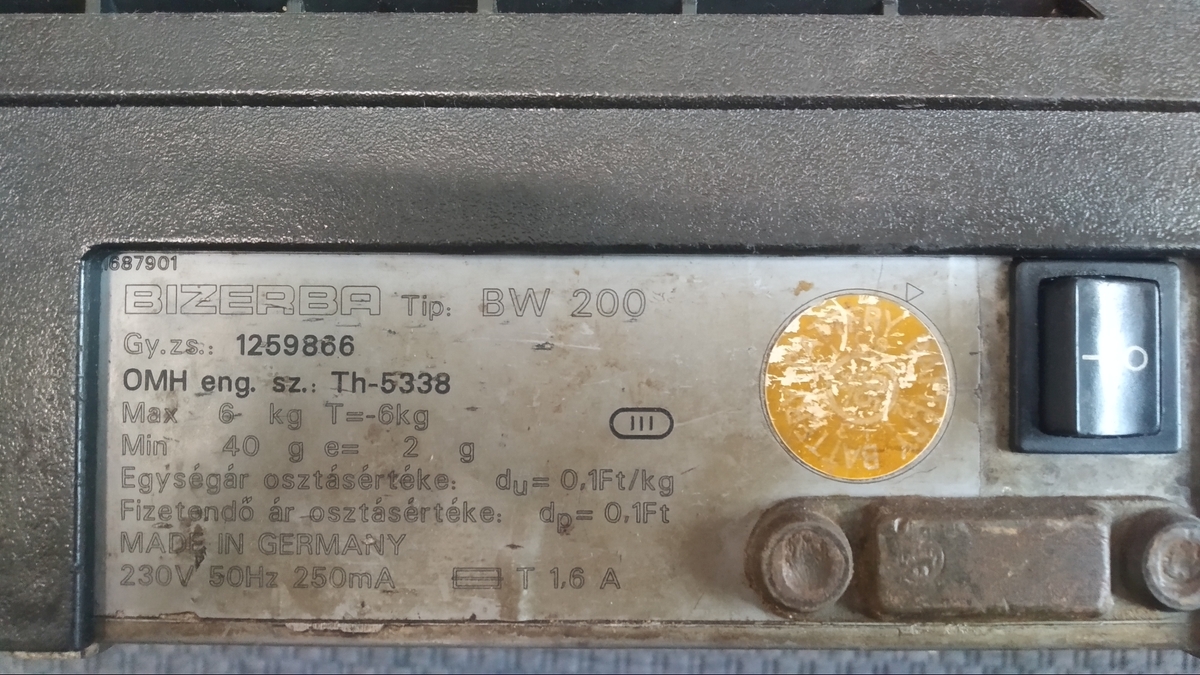 687901
BIZERBA Tip: BW 200
Gy.zs.: 1259866
OMH eng. sz.: Th-5338
Max 6 kg T=-6kg
Min 40 g e= 2 g
III
Egységár osztásértéke: du= 0,1Ft/kg
Fizetendő ár osztásértéke: dp= 0,1Ft
MADE IN GERMANY
230V 50Hz 250mA T 1,6 A
I O